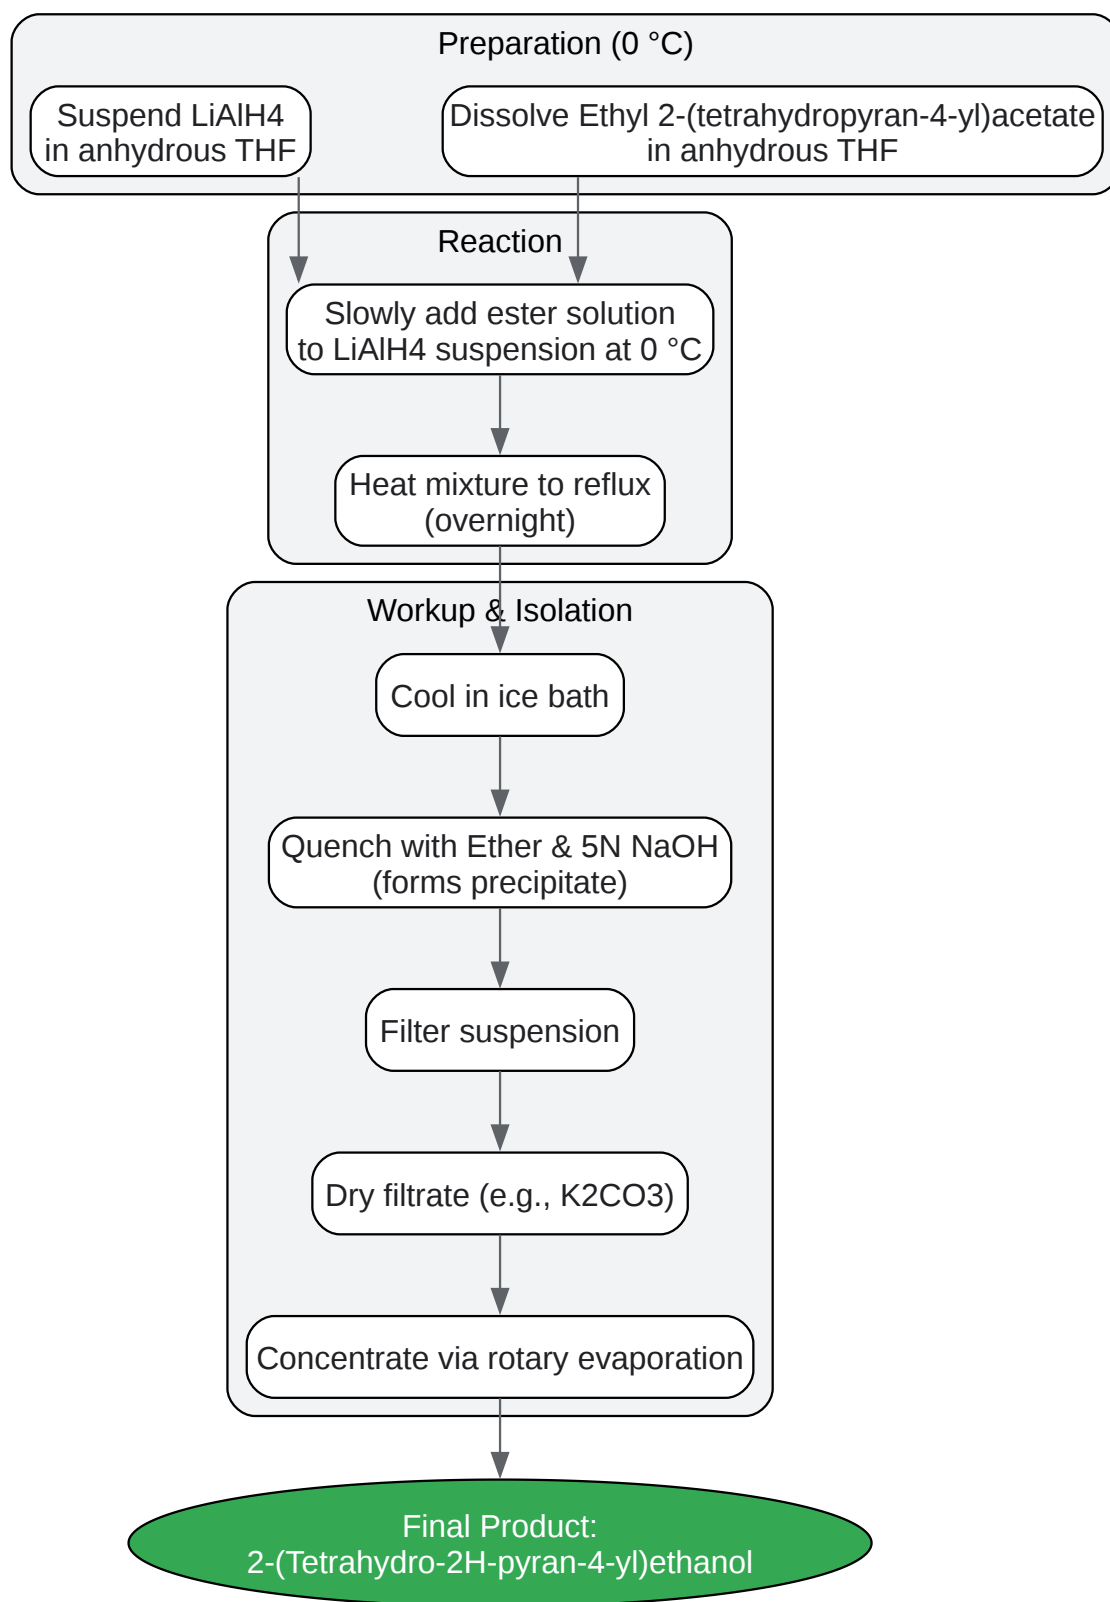 Preparation (0 °C)
Suspend LiAlH4
in anhydrous THF
Dissolve Ethyl 2-(tetrahydropyran-4-yl)acetate
in anhydrous THF
Reaction
Slowly add ester solution
to LiAlH4 suspension at 0 °C
Heat mixture to reflux
(overnight)
Workup & Isolation
Cool in ice bath
Quench with Ether & 5N NaOH
(forms precipitate)
Filter suspension
Dry filtrate (e.g., K2CO3)
Concentrate via rotary evaporation
Final Product:
2-(Tetrahydro-2H-pyran-4-yl)ethanol